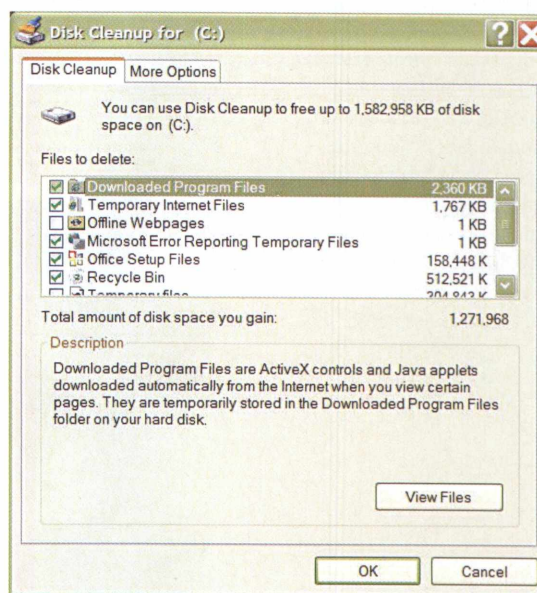 Disk Cleanup for (C:)
Disk Cleanup
More Options
You can use Disk Cleanup to free up to 1,582,958 KB of disk
space on (C:).
Files to delete:
Downloaded Program Files 2,360 KB
Temporary Internet Files 1,767 KB
Offline Webpages 1 KB
Microsoft Error Reporting Temporary Files 1 KB
Office Setup Files 158,448 K
Recycle Bin 512,521 K
Temporary files 304,843 K
Total amount of disk space you gain: 1,271,968
Description
Downloaded Program Files are ActiveX controls and Java applets
downloaded automatically from the Internet when you view certain
pages. They are temporarily stored in the Downloaded Program Files
folder on your hard disk.
View Files
OK
Cancel